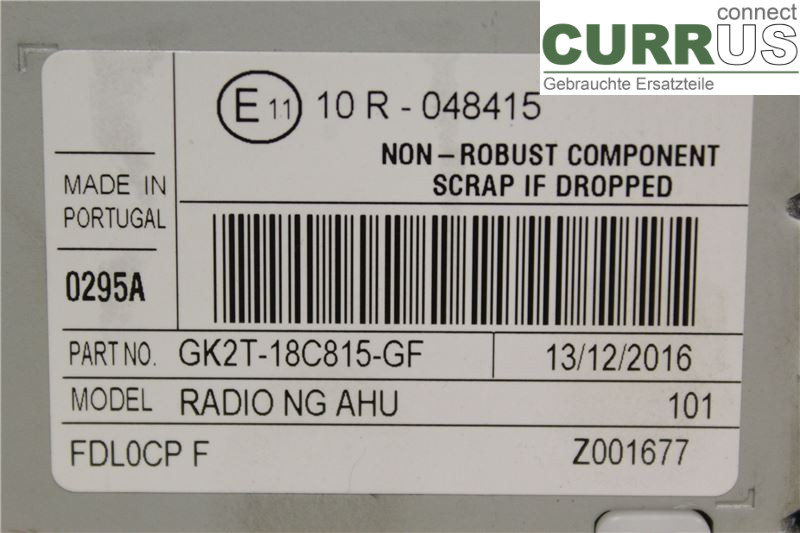 connect
CURRUS
Gebrauchte Ersatzteile
E 11 10 R - 048415
NON-ROBUST COMPONENT
SCRAP IF DROPPED
MADE IN
PORTUGAL
0295A
PART NO. GK2T-18C815-GF 13/12/2016
MODEL RADIO NG AHU 101
FDL0CP F Z001677